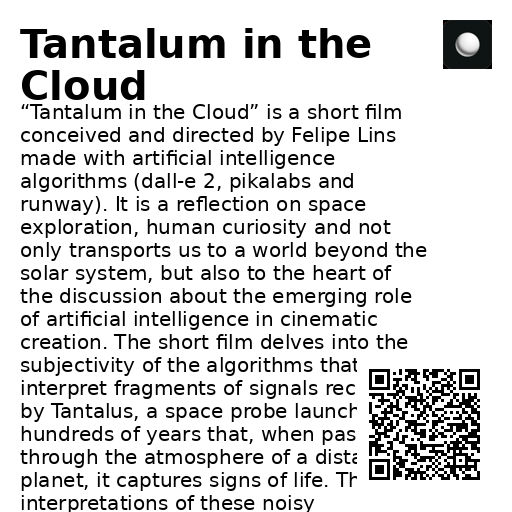 Tantalum in the
Cloud
“Tantalum in the Cloud” is a short film
conceived and directed by Felipe Lins
made with artificial intelligence
algorithms (dall-e 2, pikalabs and
runway). It is a reflection on space
exploration, human curiosity and not
only transports us to a world beyond the
solar system, but also to the heart of
the discussion about the emerging role
of artificial intelligence in cinematic
creation. The short film delves into the
subjectivity of the algorithms that
interpret fragments of signals rec
by Tantalus, a space probe launch
hundreds of years that, when pas
through the atmosphere of a dista
planet, it captures signs of life. Th
interpretations of these noisy